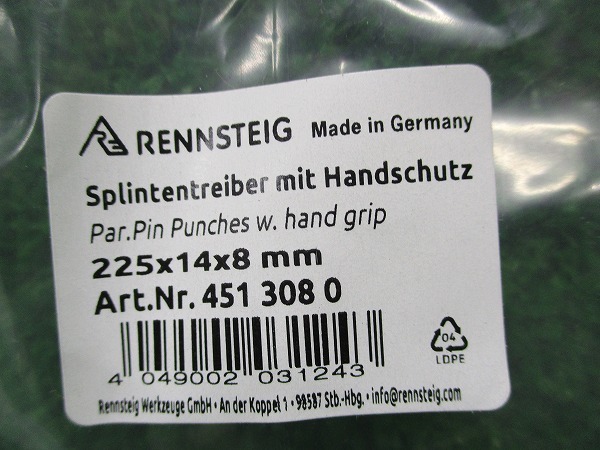 RENNSTEIG Made in Germany
Splintentreiber mit Handschutz
Par.Pin Punches w. hand grip
225x14x8 mm
Art.Nr. 451 308 0
4 049002 031243
04
LDPE
Rennsteig Werkzeuge GmbH · An der Koppel 1 · 98587 Stb.-Hbg. · info@rennsteig.com